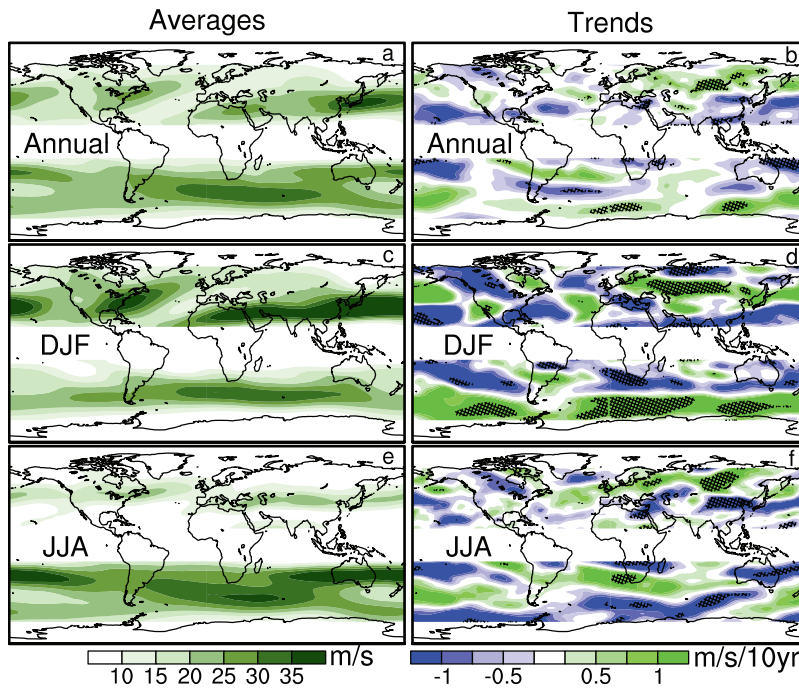 Averages Trends
a b
Annual Annual
c d
DJF DJF
e f
JJA JJA
m/s m/s/10yr
10 15 20 25 30 35 -1 -0.5 0.5 1